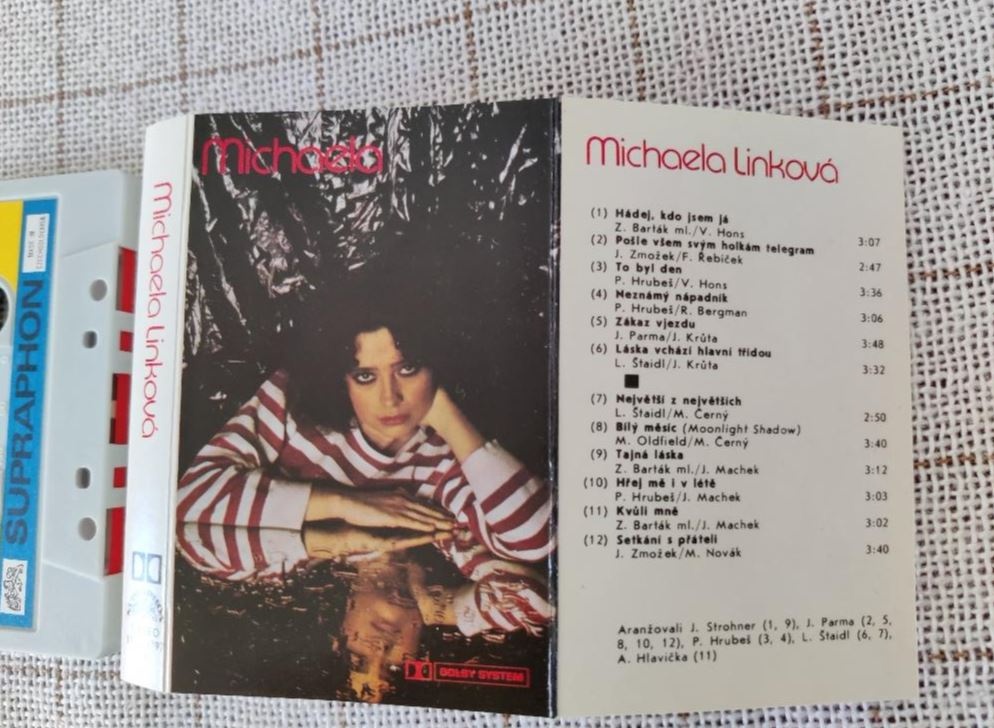 SUPRAPHON
Michaela Linková
Michaela
DOLBY SYSTEM
Michaela Linková
(1) Hádej, kdo jsem já
Z. Barták ml./V. Hons 3:07
(2) Pošle všem svým holkám telegram
J. Zmožek/F. Řebíček 2:47
(3) To byl den
P. Hrubeš/V. Hons 3:36
(4) Neznámý nápadník
P. Hrubeš/R. Bergman 3:06
(5) Zákaz vjezdu
J. Parma/J. Krůta 3:48
(6) Láska vchází hlavní třídou
L. Štaidl/J. Krůta 3:32
(7) Největší z největších
L. Štaidl/M. Černý 2:50
(8) Bílý měsíc (Moonlight Shadow)
M. Oldfield/M. Černý 3:40
(9) Tajná láska
Z. Barták ml./J. Machek 3:12
(10) Hřej mě i v létě
P. Hrubeš/J. Machek 3:03
(11) Kvůli mně
Z. Barták ml./J. Machek 3:02
(12) Setkání s přáteli
J. Zmožek/M. Novák 3:40
Aranžovali J. Strohner (1, 9), J. Parma (2, 5,
8, 10, 12), P. Hrubeš (3, 4), L. Štaidl (6, 7),
A. Hlavička (11)